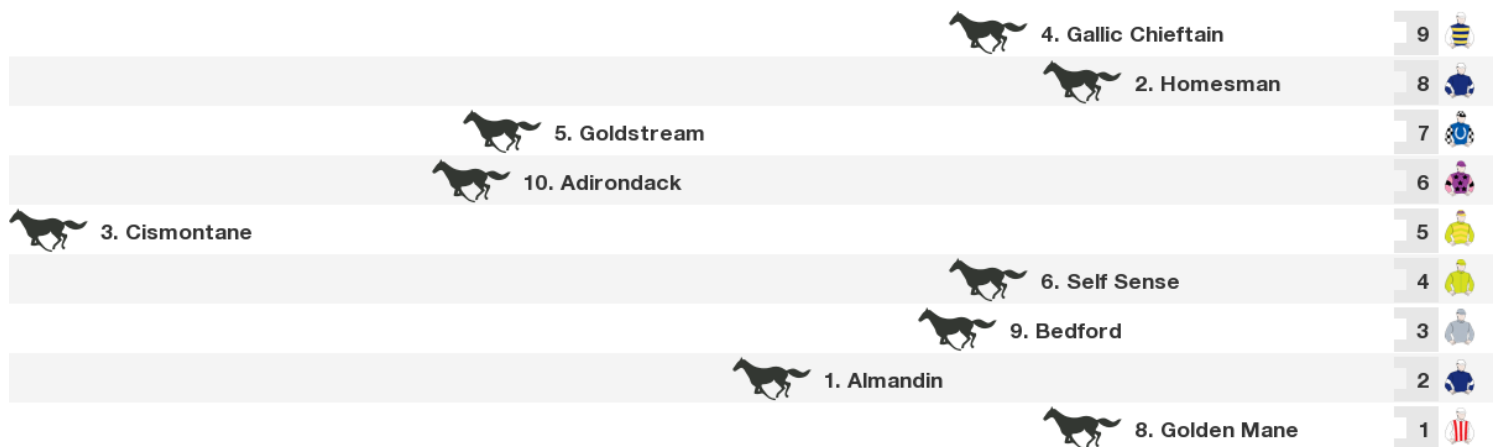 4. Gallic Chieftain 9
2. Homesman 8
5. Goldstream 7
10. Adirondack 6
3. Cismontane 5
6. Self Sense 4
9. Bedford 3
1. Almandin 2
8. Golden Mane 1